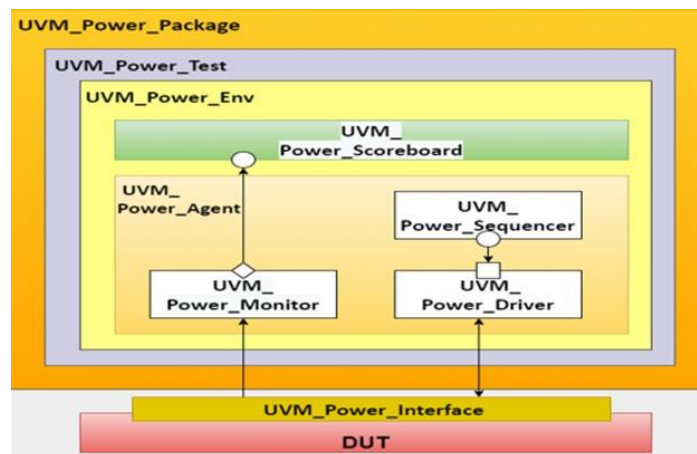 UVM_Power_Package
UVM_Power_Test
UVM_Power_Env
UVM_
Power_Scoreboard
UVM_
Power_Agent
UVM_
Power_Sequencer
UVM_
Power_Monitor
UVM_
Power_Driver
UVM_Power_Interface
DUT